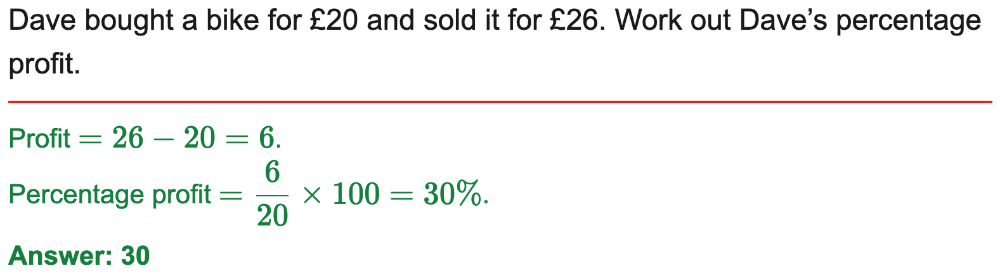 Dave bought a bike for £20 and sold it for £26. Work out Dave’s percentage
profit.
Profit = 26 − 20 = 6.
Percentage profit = 6/20 × 100 = 30%.
Answer: 30